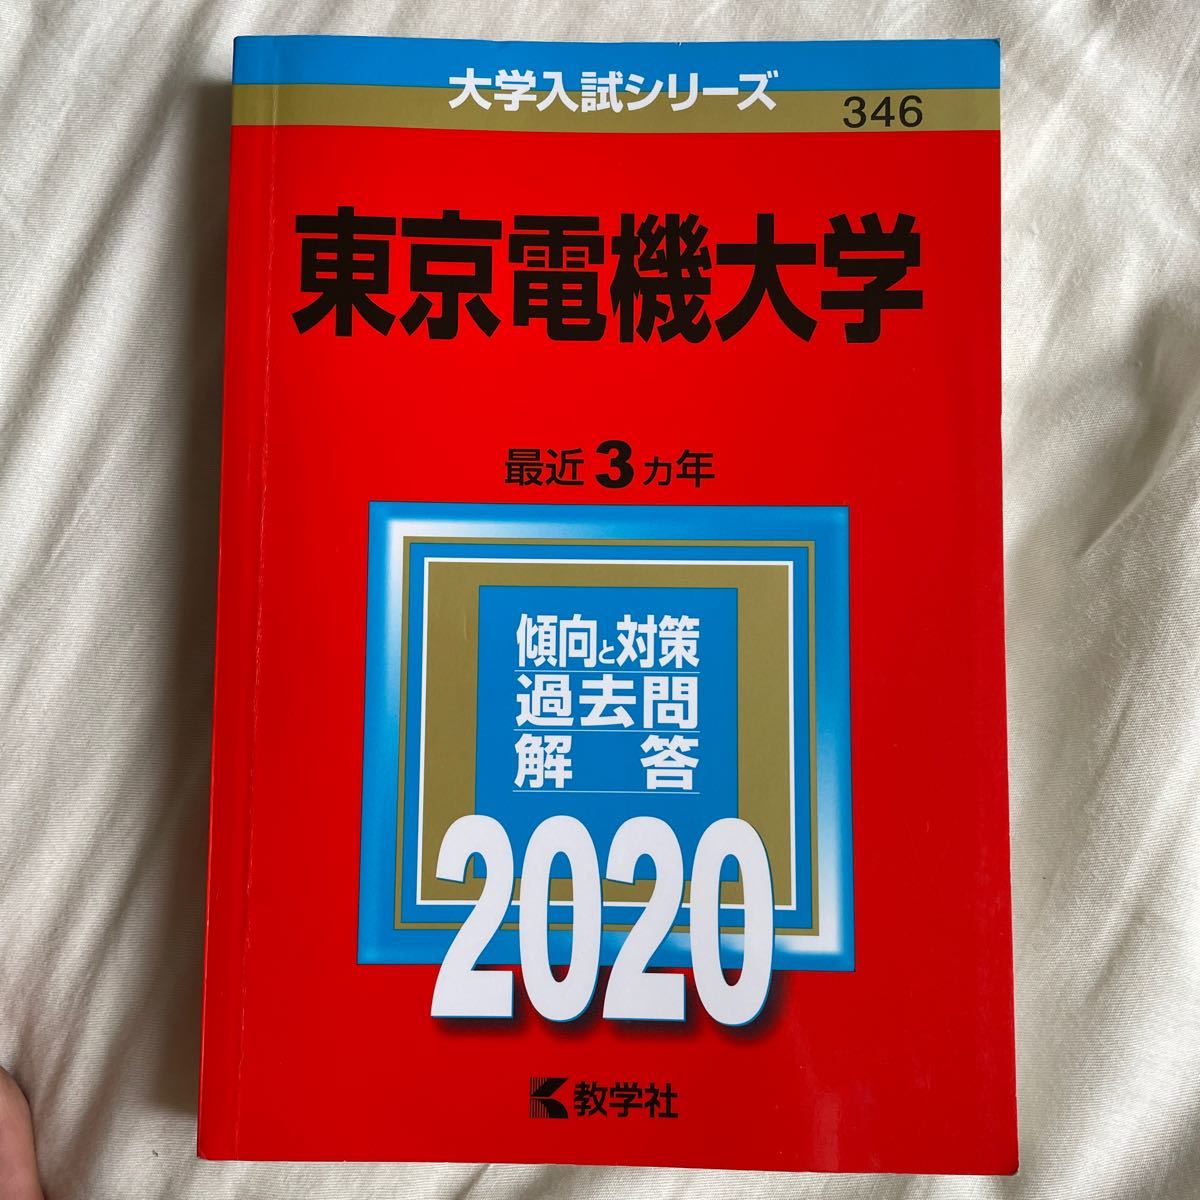 大学入試シリーズ
346
東京電機大学
最近3ヵ年
傾向と対策
過去問
解答
2020
教学社